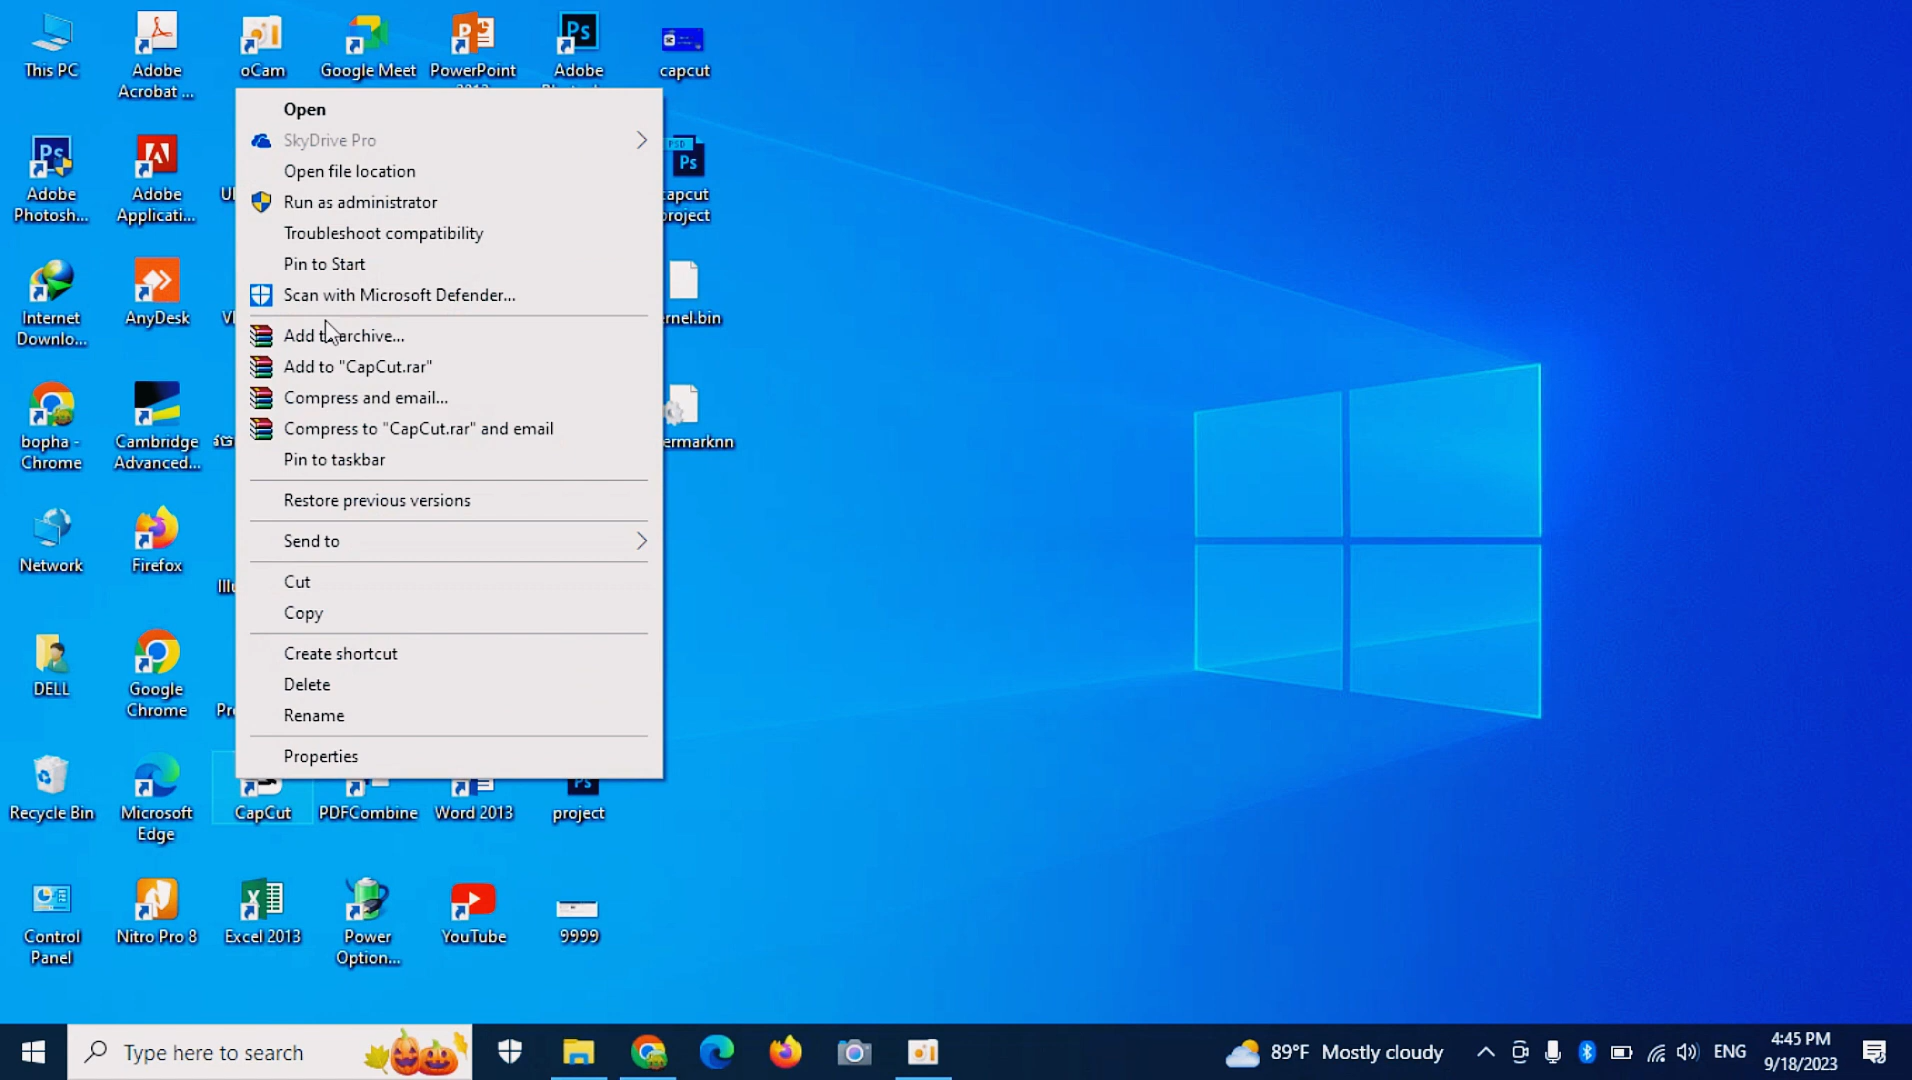 This PC
Adobe
Acrobat ...
oCam
Google Meet
PowerPoint
Adobe
capcut
Open
SkyDrive Pro
Open file location
Run as administrator
Troubleshoot compatibility
Pin to Start
Scan with Microsoft Defender...
Add archive...
Add to "CapCut.rar"
Compress and email...
Compress to "CapCut.rar" and email
Pin to taskbar
Restore previous versions
Send to
Cut
Copy
Create shortcut
Delete
Rename
Properties
Ps
Adobe
Photosh...
Adobe
Applicati...
PSD
Ps
apcut
project
Internet
Downlo...
AnyDesk
rnel.bin
bopha -
Chrome
Cambridge
Advanced...
ermarknn
Network
Firefox
DELL
Google
Chrome
Recycle Bin
Microsoft
Edge
CapCut
PDFCombine
Word 2013
project
Control
Panel
Nitro Pro 8
Excel 2013
Power
Option...
YouTube
9999
Type here to search
89°F Mostly cloudy
ENG
4:45 PM
9/18/2023